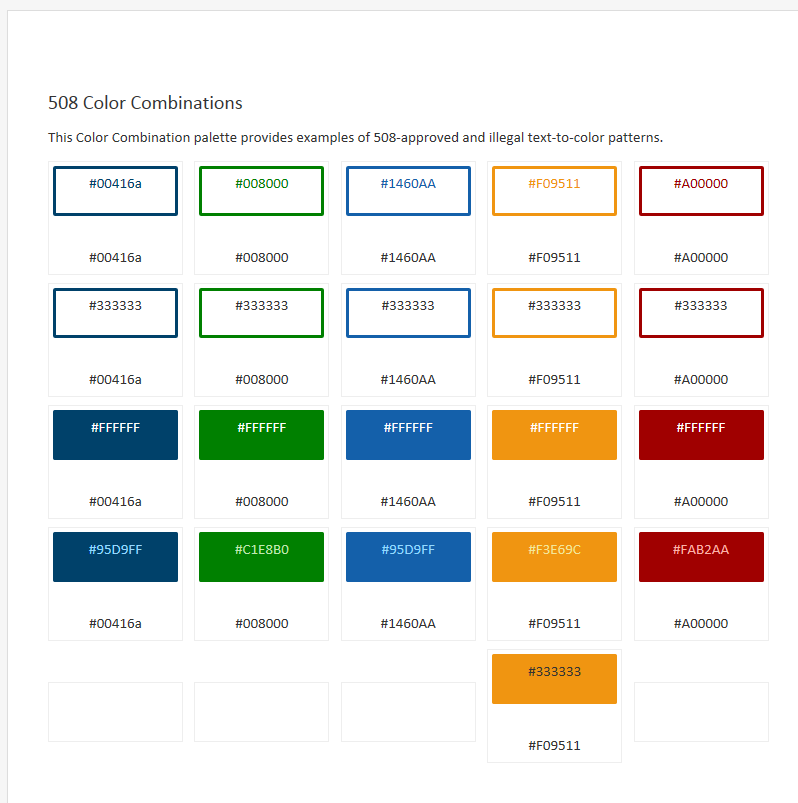 508 Color Combinations
This Color Combination palette provides examples of 508-approved and illegal text-to-color patterns.
#00416a #008000 #1460AA #F09511 #A00000
#00416a #008000 #1460AA #F09511 #A00000
#333333 #333333 #333333 #333333 #333333
#00416a #008000 #1460AA #F09511 #A00000
#FFFFFF #FFFFFF #FFFFFF #FFFFFF #FFFFFF
#00416a #008000 #1460AA #F09511 #A00000
#95D9FF #C1E8B0 #95D9FF #F3E69C #FAB2AA
#00416a #008000 #1460AA #F09511 #A00000
#333333
#F09511